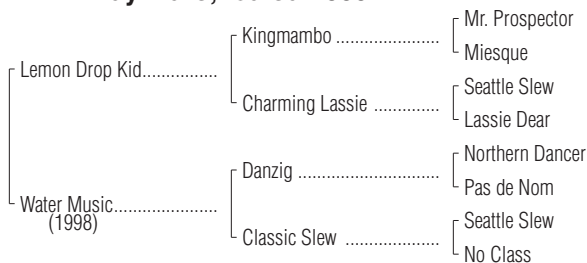 Mr. Prospector
Kingmambo
Miesque
Lemon Drop Kid
Seattle Slew
Charming Lassie
Lassie Dear
Northern Dancer
Danzig
Pas de Nom
Water Music
(1998)
Seattle Slew
Classic Slew
No Class